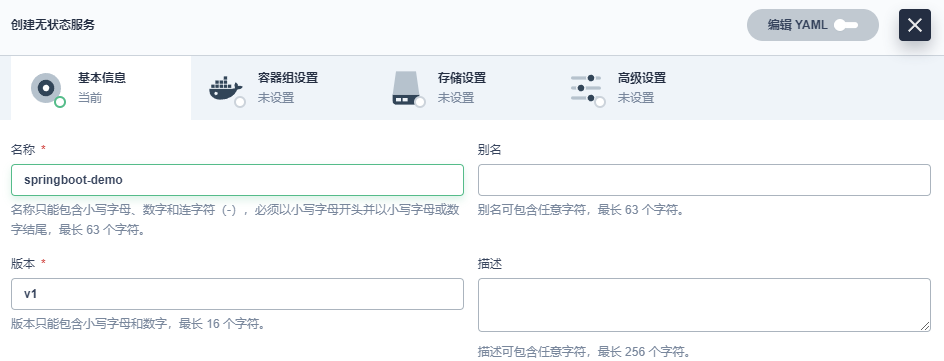 创建无状态服务
编辑 YAML
基本信息
当前
容器组设置
未设置
存储设置
未设置
高级设置
未设置
名称 *
别名
springboot-demo
名称只能包含小写字母、数字和连字符（-），必须以小写字母开头并以小写字母或数
字结尾，最长 63 个字符。
别名可包含任意字符，最长 63 个字符。
版本 *
描述
v1
版本只能包含小写字母和数字，最长 16 个字符。
描述可包含任意字符，最长 256 个字符。